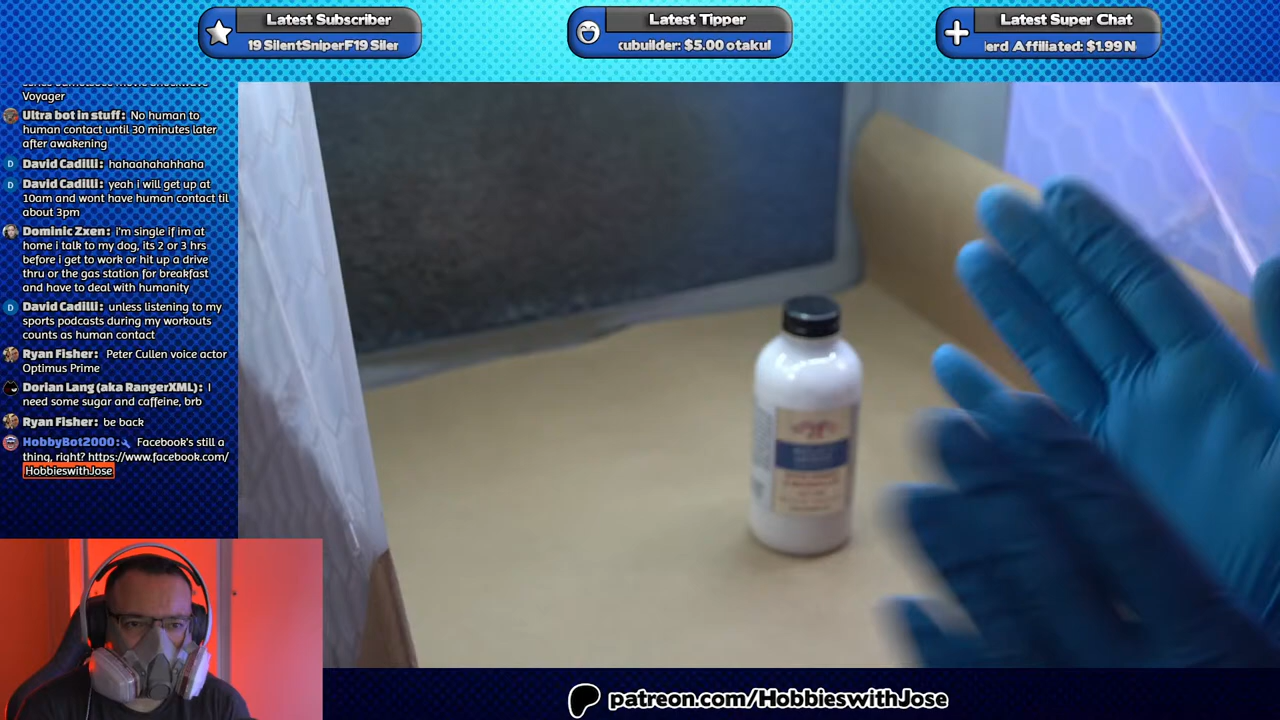 Latest Subscriber
19 SilentSniperF19 Siler
Latest Tipper
cubuilder: $5.00 otakul
Latest Super Chat
erd Affiliated: $1.99 N
Voyager
Ultra bot in stuff: No human to
human contact until 30 minutes later
after awakening
David Cadilli: hahaahahahhaha
David Cadilli: yeah i will get up at
10am and wont have human contact til
about 3pm
Dominic Zxen: i'm single if im at
home i talk to my dog, its 2 or 3 hrs
before i get to work or hit up a drive
thru or the gas station for breakfast
and have to deal with humanity
David Cadilli: unless listening to my
sports podcasts during my workouts
counts as human contact
Ryan Fisher: Peter Cullen voice actor
Optimus Prime
Dorian Lang (aka RangerXML): I
need some sugar and caffeine, brb
Ryan Fisher: be back
HobbyBot2000: Facebook's still a
thing, right? https://www.facebook.com/
HobbieswithJose
patreon.com/HobbieswithJose